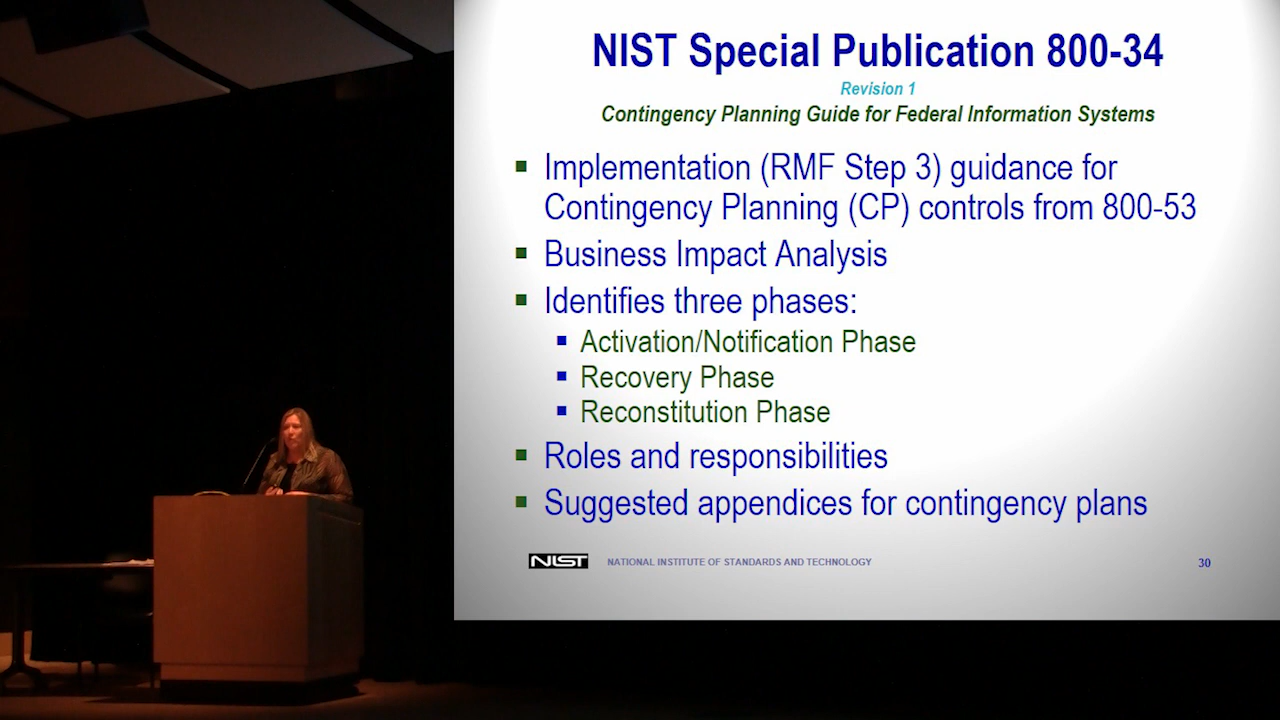 NIST Special Publication 800-34
Revision 1
Contingency Planning Guide for Federal Information Systems
Implementation (RMF Step 3) guidance for
Contingency Planning (CP) controls from 800-53
Business Impact Analysis
Identifies three phases:
Activation/Notification Phase
Recovery Phase
Reconstitution Phase
Roles and responsibilities
Suggested appendices for contingency plans
NIST NATIONAL INSTITUTE OF STANDARDS AND TECHNOLOGY 30